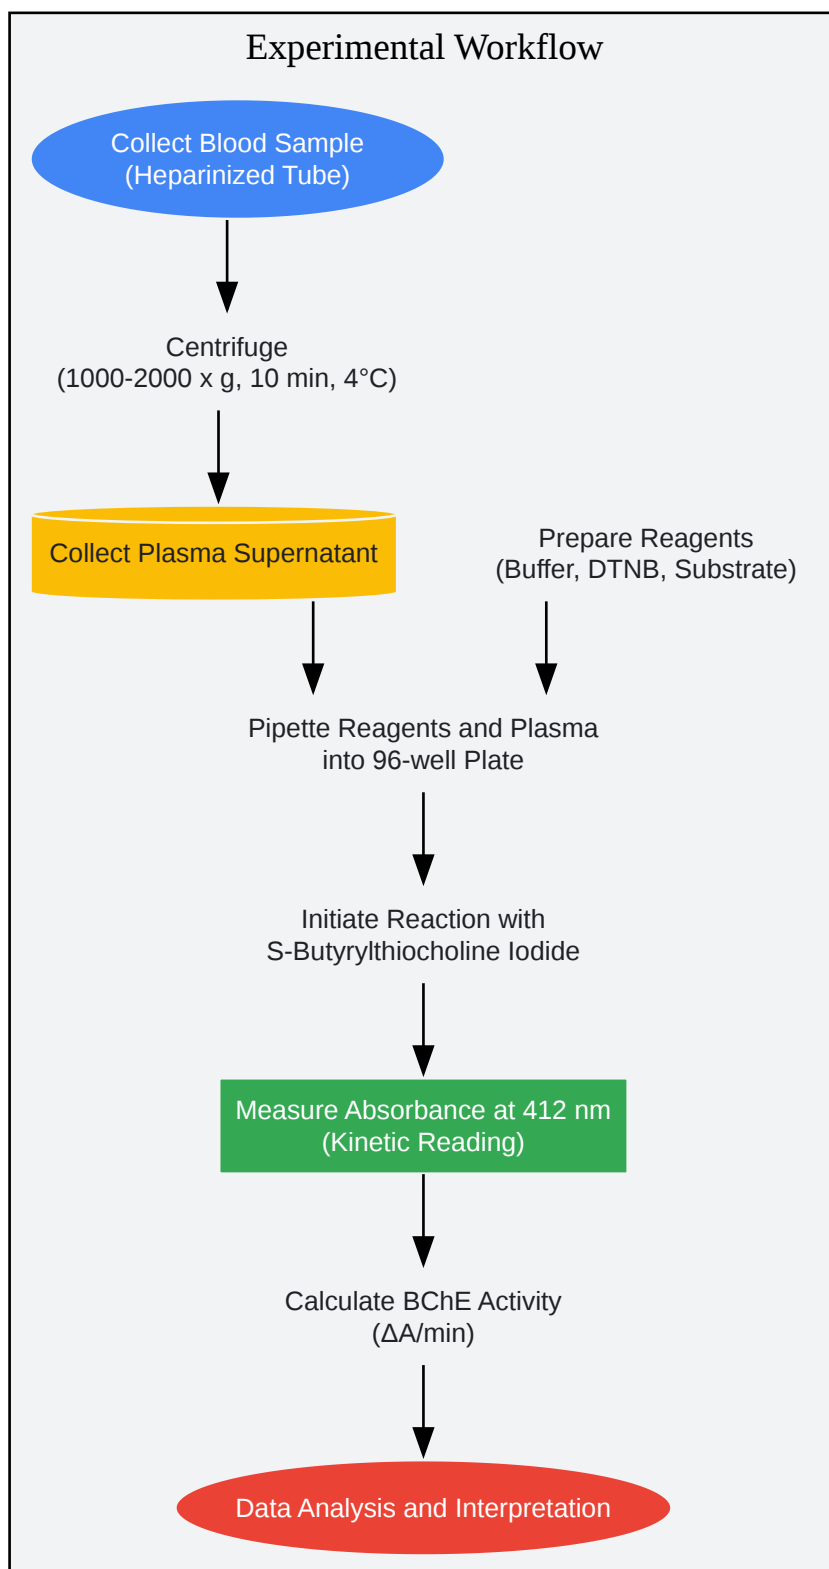 Experimental Workflow
Collect Blood Sample
(Heparinized Tube)
Centrifuge
(1000-2000 x g, 10 min, 4°C)
Collect Plasma Supernatant
Prepare Reagents
(Buffer, DTNB, Substrate)
Pipette Reagents and Plasma
into 96-well Plate
Initiate Reaction with
S-Butyrylthiocholine Iodide
Measure Absorbance at 412 nm
(Kinetic Reading)
Calculate BChE Activity
(ΔA/min)
Data Analysis and Interpretation